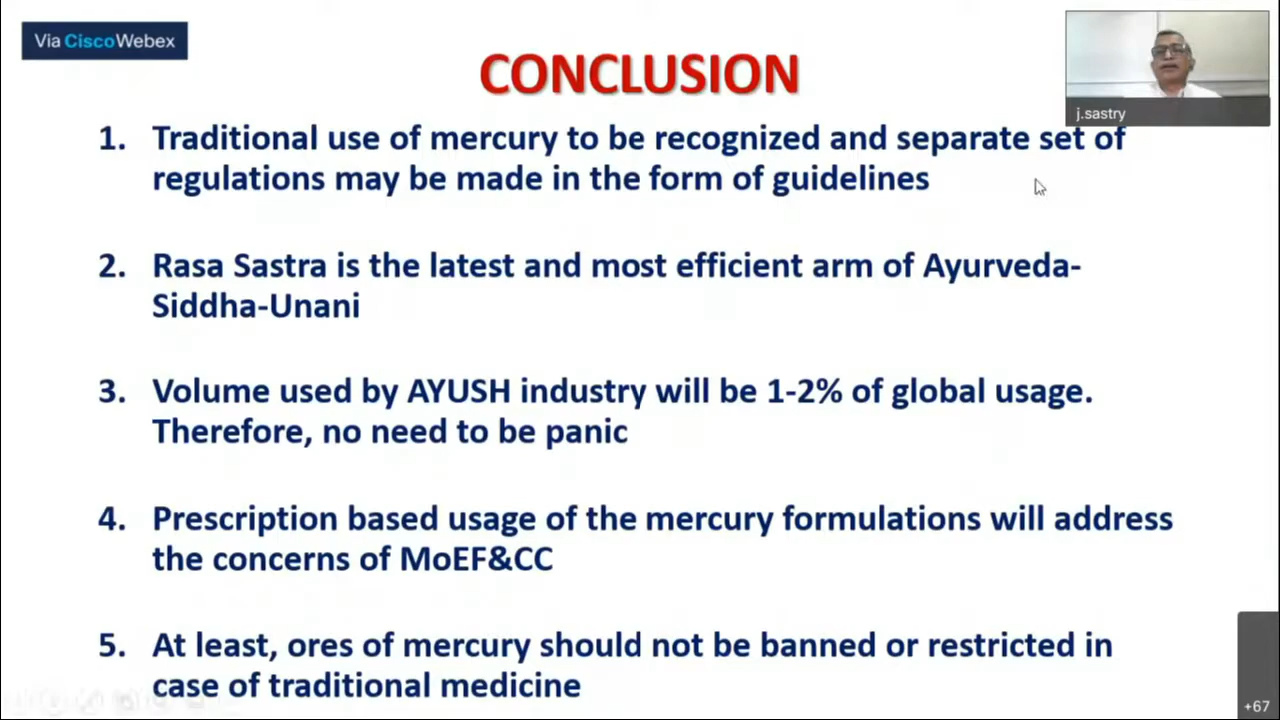 Via CiscoWebex
CONCLUSION
j.sastry
1. Traditional use of mercury to be recognized and separate set of
regulations may be made in the form of guidelines
2. Rasa Sastra is the latest and most efficient arm of Ayurveda-
Siddha-Unani
3. Volume used by AYUSH industry will be 1-2% of global usage.
Therefore, no need to be panic
4. Prescription based usage of the mercury formulations will address
the concerns of MoEF&CC
5. At least, ores of mercury should not be banned or restricted in
case of traditional medicine
+67